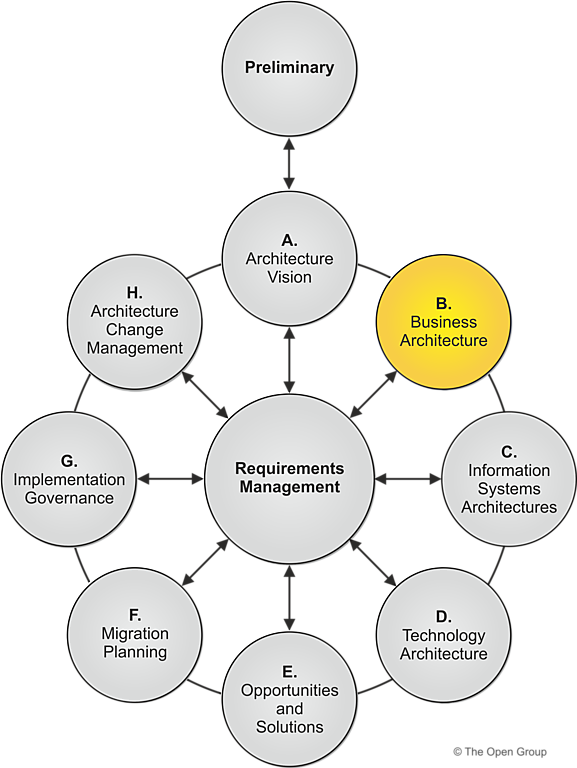 Preliminary
A.
Architecture
Vision
B.
Business
Architecture
C.
Information
Systems
Architectures
D.
Technology
Architecture
E.
Opportunities
and
Solutions
F.
Migration
Planning
G.
Implementation
Governance
H.
Architecture
Change
Management
Requirements
Management
© The Open Group